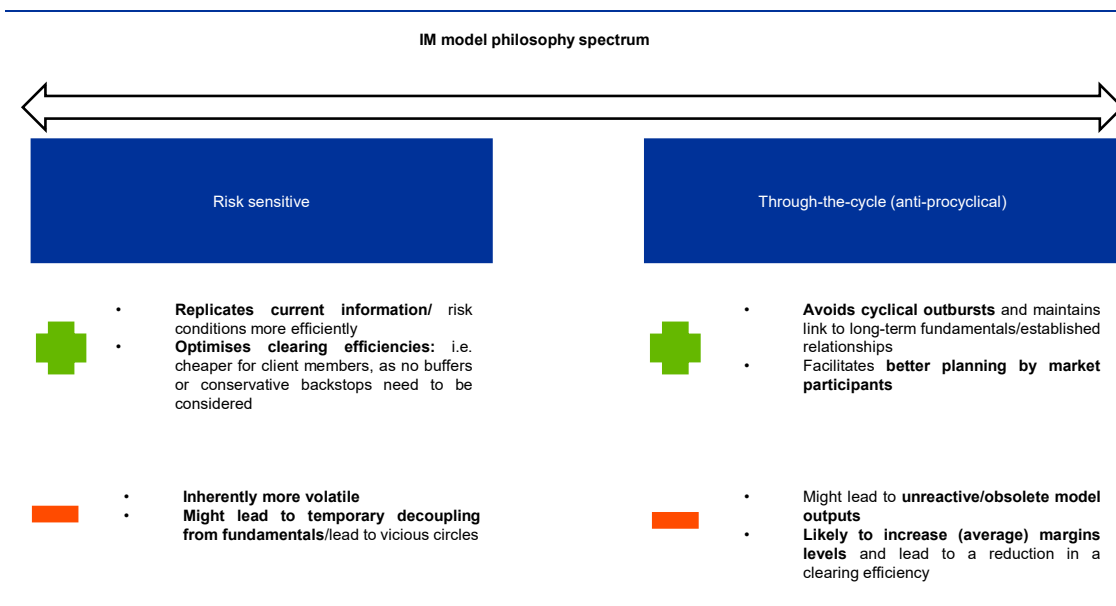 IM model philosophy spectrum
Risk sensitive
• Replicates current information/ risk
conditions more efficiently
• Optimises clearing efficiencies: i.e.
cheaper for client members, as no buffers
or conservative backstops need to be
considered
• Inherently more volatile
• Might lead to temporary decoupling
from fundamentals/lead to vicious circles
Through-the-cycle (anti-procyclical)
• Avoids cyclical outbursts and maintains
link to long-term fundamentals/established
relationships
• Facilitates better planning by market
participants
• Might lead to unreactive/obsolete model
outputs
• Likely to increase (average) margins
levels and lead to a reduction in a
clearing efficiency